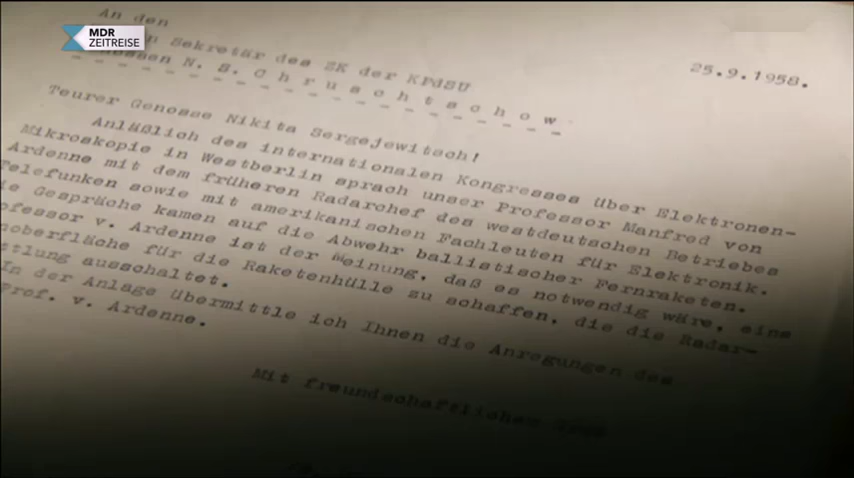 MDR
ZEITREISE
An den
Sekretär des ZK der KPdSU
25.9.1958.
N. S. C h r u s c h t s c h o w
Teurer Genosse Nikita Sergejewitsch!
Anläßlich des internationalen Kongresses über Elektronen-
Mikroskopie in Westberlin sprach unser Professor Manfred von
Ardenne mit dem früheren Radarchef des westdeutschen Betriebes
Telefunken sowie mit amerikanischen Fachleuten für Elektronik.
Gespräche kamen auf die Abwehr ballistischer Fernraketen.
v. Ardenne ist der Meinung, daß es notwendig wäre, eine
für die Raketenhülle zu schaffen, die die Radar-
ausschaltet.
In der Anlage übermittle ich Ihnen die Anregungen des
Prof. v. Ardenne.
Mit freundschaftlichem